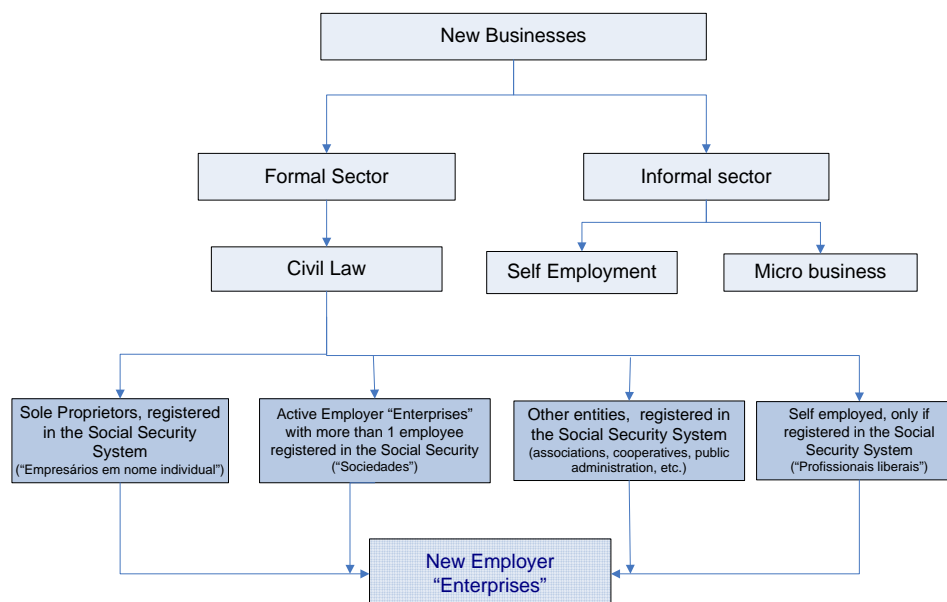 New Businesses
Formal Sector
Informal sector
Civil Law
Self Employment
Micro business
Sole Proprietors, registered
in the Social Security
System
(“Empresários em nome individual”)
Active Employer “Enterprises”
with more than 1 employee
registered in the Social Security
(“Sociedades”)
Other entities, registered in
the Social Security System
(associations, cooperatives, public
administration, etc.)
Self employed, only if
registered in the Social
Security System
(“Profissionais liberais”)
New Employer
“Enterprises”